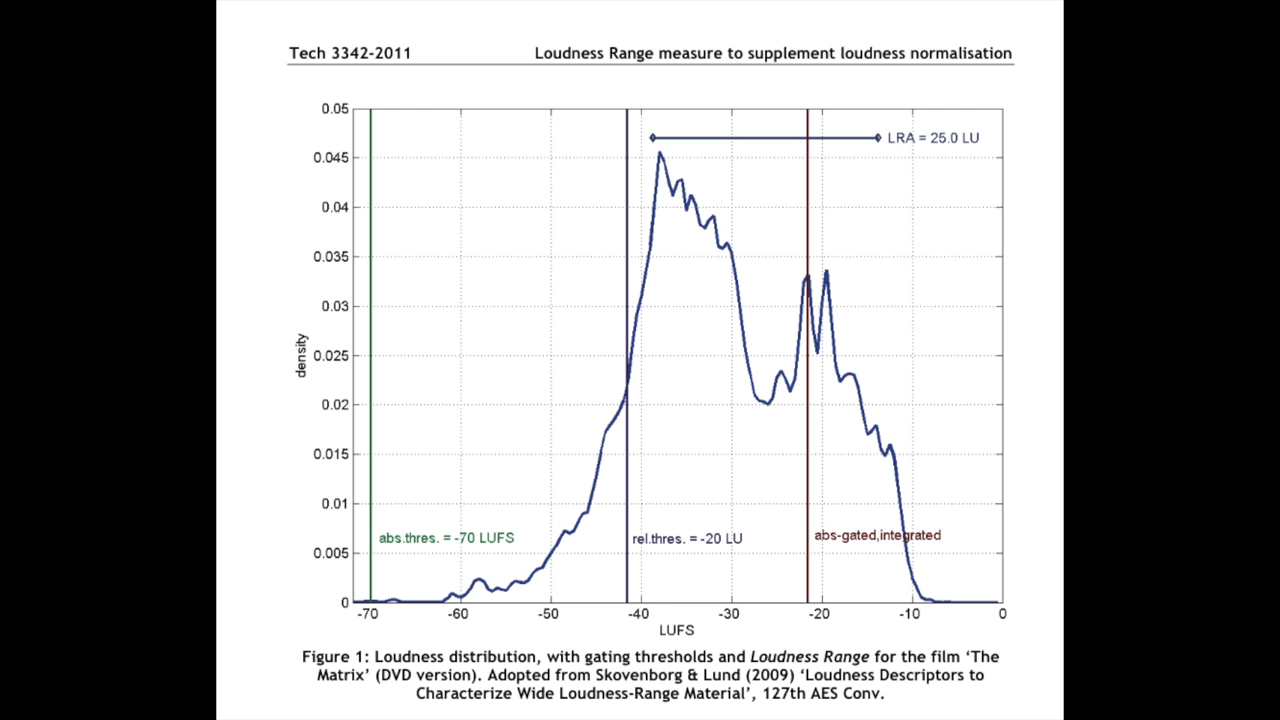 Tech 3342-2011 Loudness Range measure to supplement loudness normalisation
0.05
LRA = 25.0 LU
0.045
0.04
0.035
0.03
density
0.025
0.02
0.015
0.01
abs.thres. = -70 LUFS rel.thres. = -20 LU abs-gated,integrated
0.005
0
-70 -60 -50 -40 -30 -20 -10 0
LUFS
Figure 1: Loudness distribution, with gating thresholds and Loudness Range for the film ‘The
Matrix’ (DVD version). Adopted from Skovenborg & Lund (2009) ‘Loudness Descriptors to
Characterize Wide Loudness-Range Material’, 127th AES Conv.